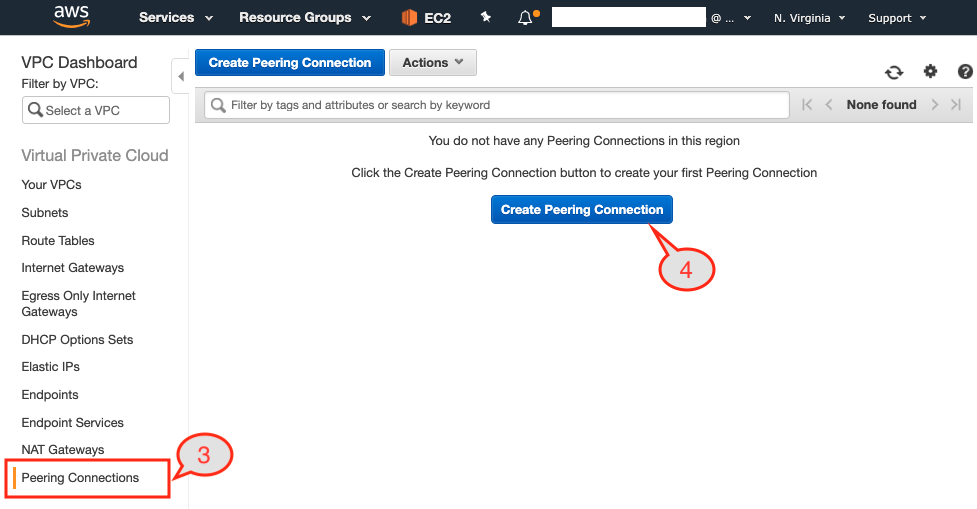 aws Services Resource Groups EC2 @ ... N. Virginia Support
VPC Dashboard
Filter by VPC:
Select a VPC
Virtual Private Cloud
Your VPCs
Subnets
Route Tables
Internet Gateways
Egress Only Internet
Gateways
DHCP Options Sets
Elastic IPs
Endpoints
Endpoint Services
NAT Gateways
Peering Connections
3
Create Peering Connection Actions
Filter by tags and attributes or search by keyword None found
You do not have any Peering Connections in this region
Click the Create Peering Connection button to create your first Peering Connection
Create Peering Connection
4